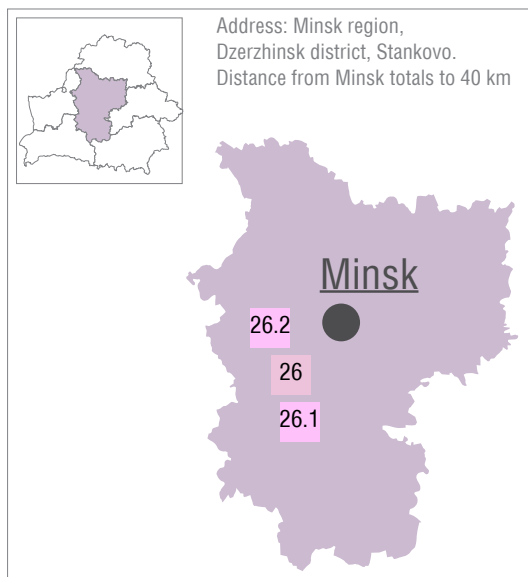 Address: Minsk region,
Dzerzhinsk district, Stankovo.
Distance from Minsk totals to 40 km
Minsk
26.2
26
26.1